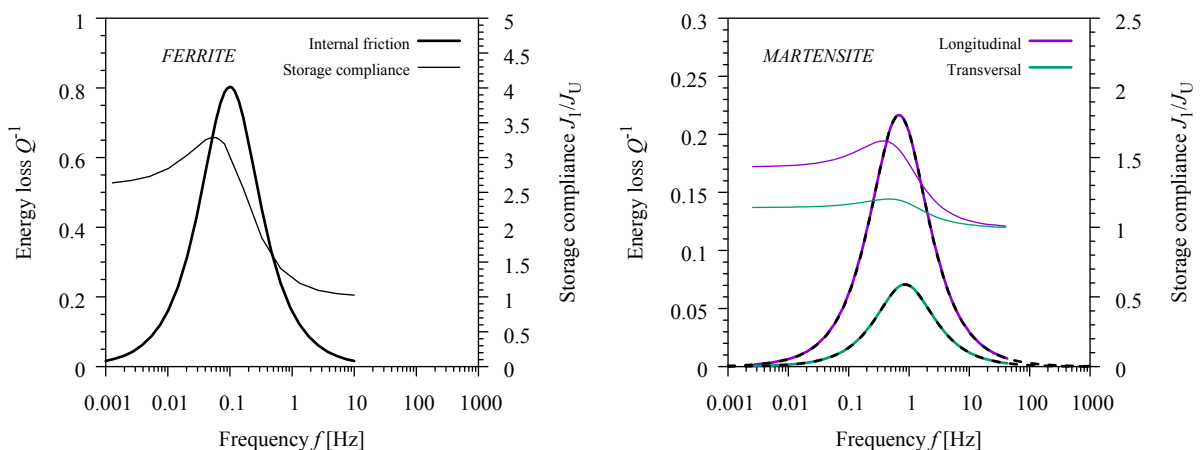 FERRITE
Internal friction
Storage compliance
Energy loss Q⁻¹
1
0.8
0.6
0.4
0.2
0
5
4.5
4
3.5
3
2.5
2
1.5
1
0.5
0
Storage compliance J₁/J_U
0.001 0.01 0.1 1 10 100 1000
Frequency f [Hz]
MARTENSITE
Longitudinal
Transversal
Energy loss Q⁻¹
0.3
0.25
0.2
0.15
0.1
0.05
0
2.5
2
1.5
1
0.5
0
Storage compliance J₁/J_U
0.001 0.01 0.1 1 10 100 1000
Frequency f [Hz]